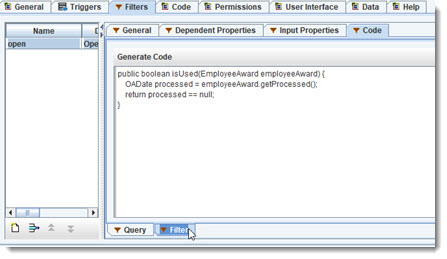 General Triggers Filters Code Permissions User Interface Data Help
Name
open Ope
General Dependent Properties Input Properties Code
Generate Code
public boolean isUsed(EmployeeAward employeeAward) {
OADate processed = employeeAward.getProcessed();
return processed == null;
}
Query Filter